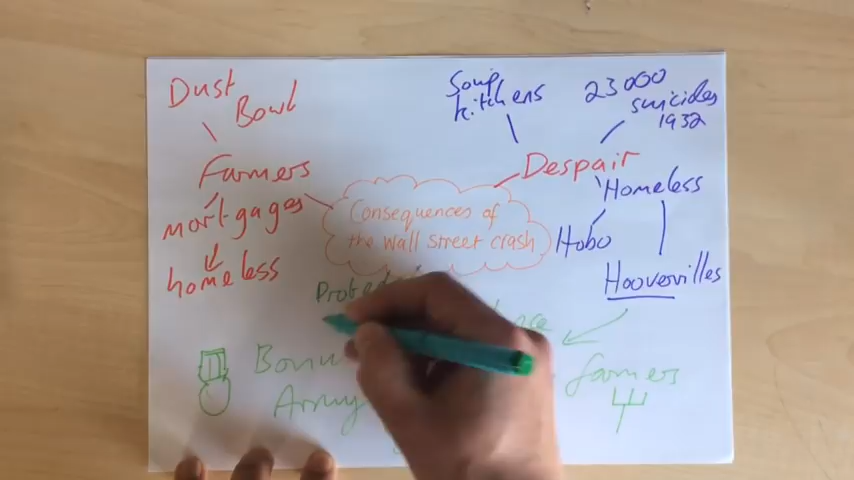 Dust
Bowl
Farmers
mortgages
homeless
Consequences of
the Wall Street crash
Soup
kitchens
23000
suicides
1932
Despair
Homeless
Hobo
Hoovervilles
Army
farmers